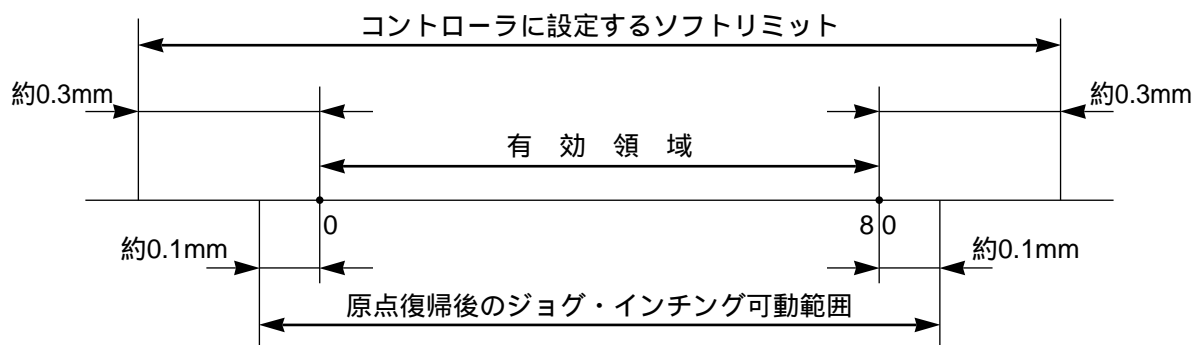 コントローラに設定するソフトリミット
約0.3mm
約0.3mm
有 効 領 域
0
80
約0.1mm
約0.1mm
原点復帰後のジョグ・インチング可動範囲